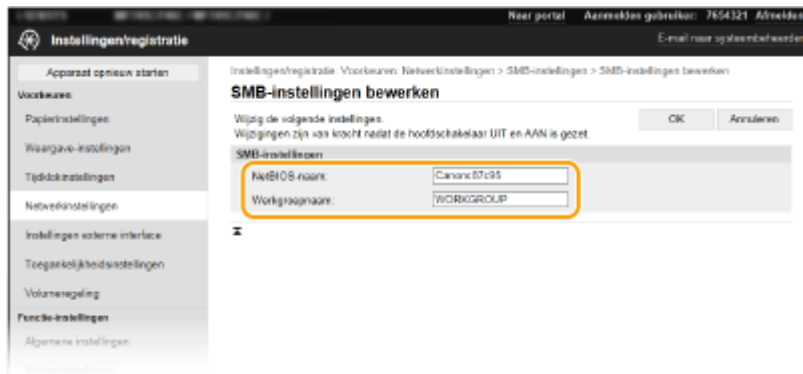 Naar portal Aanmelden gebruiker: 7654321 Afmelden
Instellingen/registratie
E-mail naar systeembeheerder
Apparaat opnieuw starten
Voorkeuren
Papierinstellingen
Weergave-instellingen
Tijdklokinstellingen
Netwerkinstellingen
Instellingen externe interface
Toegankelijkheidsinstellingen
Volumeregeling
Functie-instellingen
Algemene instellingen
Instellingen/registratie: Voorkeuren: Netwerkinstellingen > SMB-instellingen > SMB-instellingen bewerken
SMB-instellingen bewerken
Wijzig de volgende instellingen.
Wijzigingen zijn van kracht nadat de hoofdschakelaar UIT en AAN is gezet.
OK Annuleren
SMB-instellingen
NetBIOS-naam: Canonc87c95
Werkgroepnaam: WORKGROUP